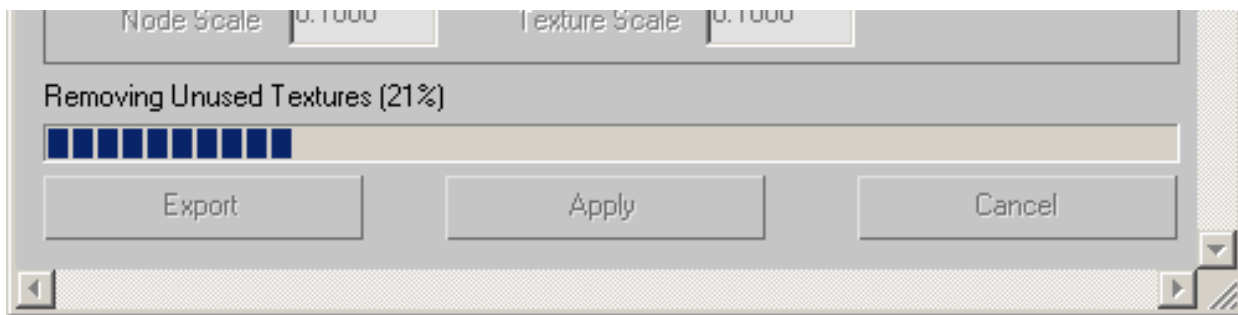 Node Scale 0.1000 Texture Scale 0.1000
Removing Unused Textures (21%)
Export Apply Cancel